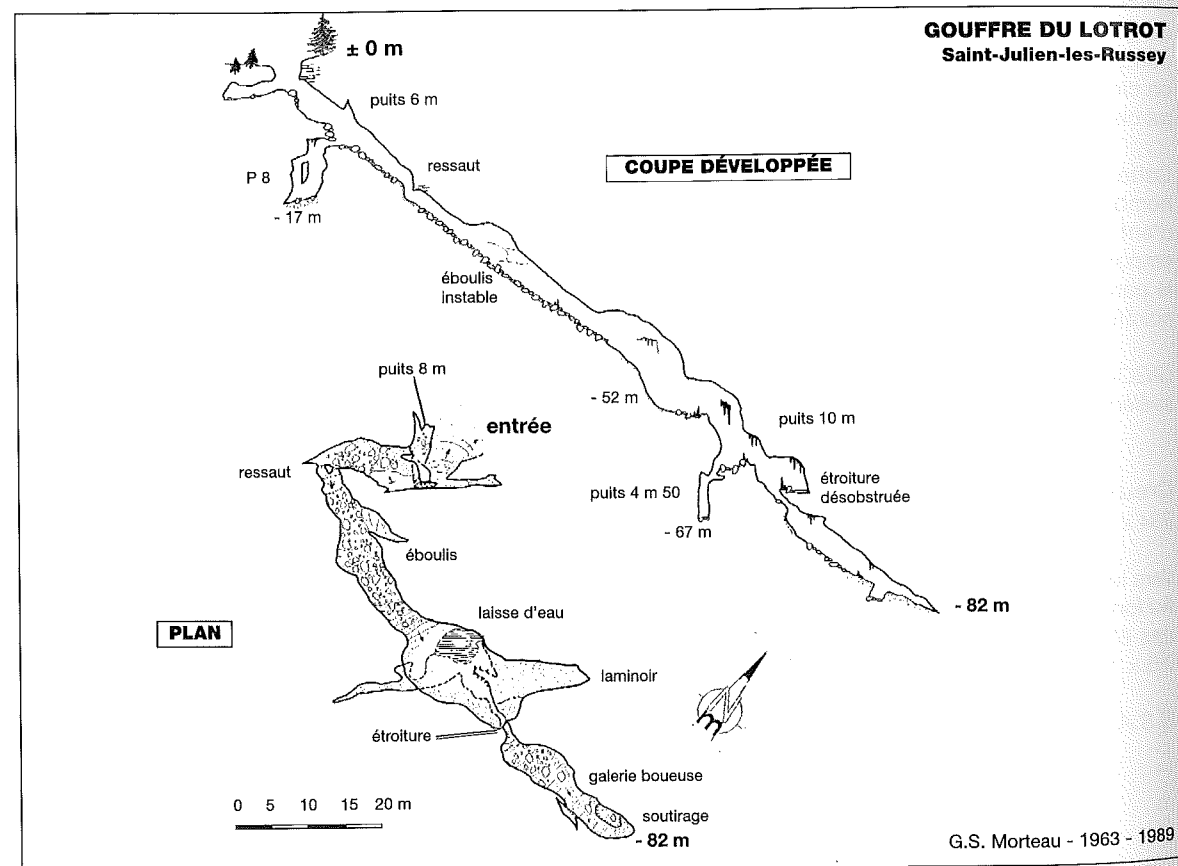 GOUFFRE DU LOTROT
Saint-Julien-les-Russey
± 0 m
puits 6 m
COUPE DÉVELOPPÉE
ressaut
P 8
- 17 m
éboulis
instable
puits 8 m
- 52 m
entrée
puits 10 m
ressaut
étroiture
désobstruée
puits 4 m 50
- 67 m
éboulis
- 82 m
laisse d'eau
PLAN
laminoir
étroiture
galerie boueuse
0 5 10 15 20 m
soutirage
- 82 m
G.S. Morteau - 1963 - 1989